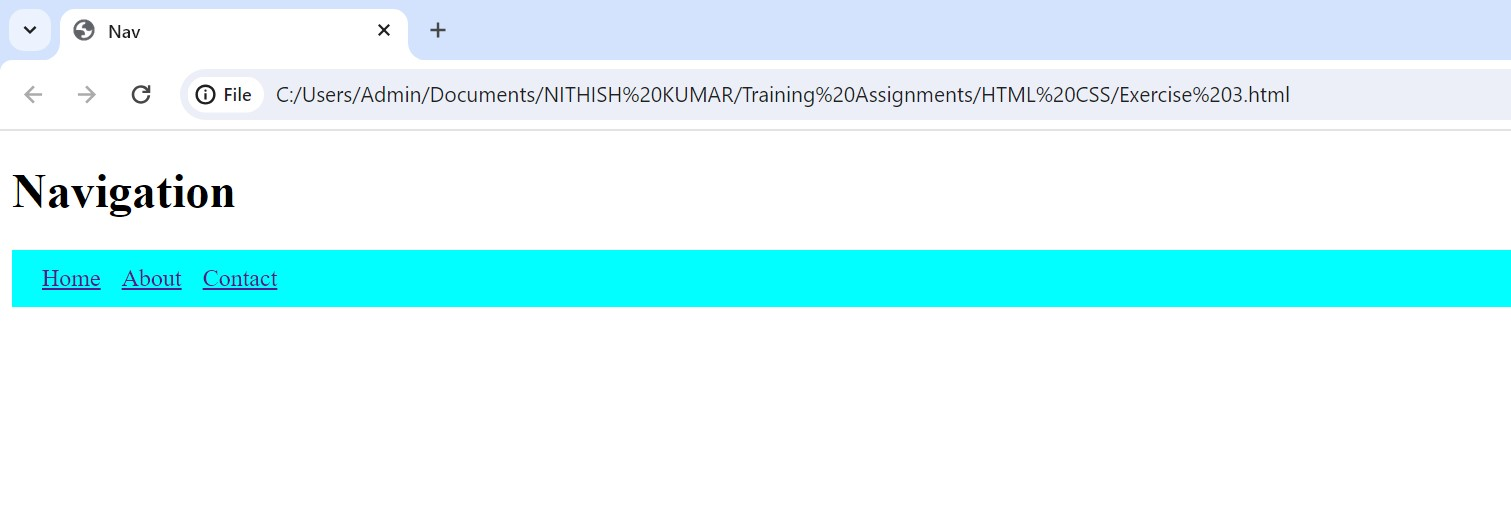 Nav
File C:/Users/Admin/Documents/NITHISH%20KUMAR/Training%20Assignments/HTML%20CSS/Exercise%203.html
Navigation
Home About Contact